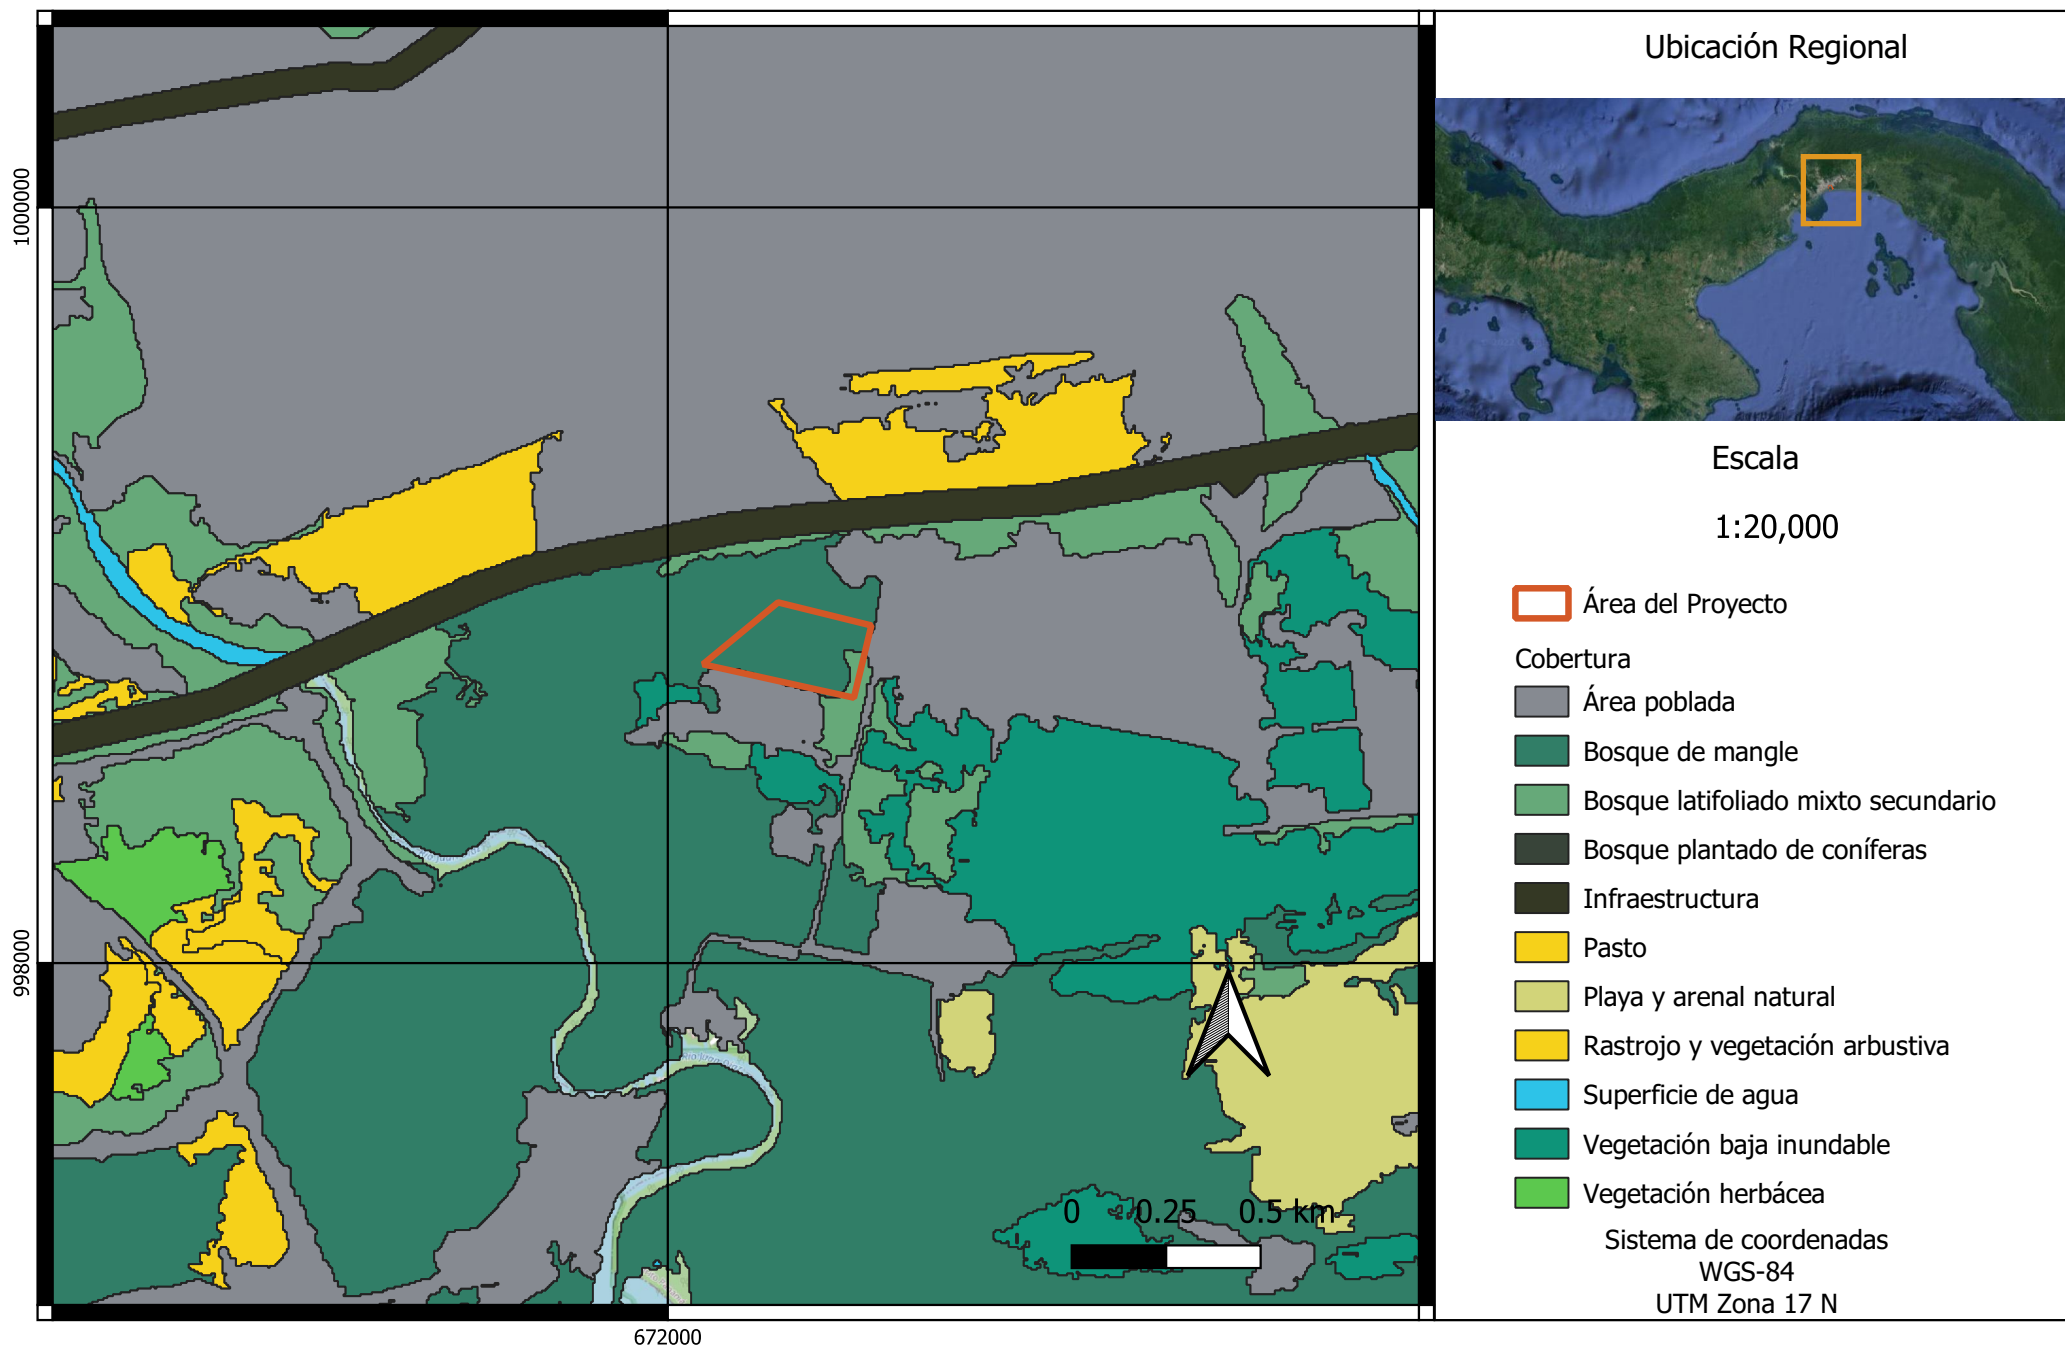 Ubicación Regional
1000000
998000
672000
0 0.25 0.5 km
Escala
1:20,000
Área del Proyecto
Cobertura
Área poblada
Bosque de mangle
Bosque latifoliado mixto secundario
Bosque plantado de coníferas
Infraestructura
Pasto
Playa y arenal natural
Rastrojo y vegetación arbustiva
Superficie de agua
Vegetación baja inundable
Vegetación herbácea
Sistema de coordenadas
WGS-84
UTM Zona 17 N